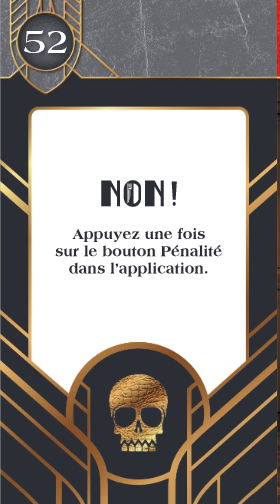 52
NON!
Appuyez une fois
sur le bouton Pénalité
dans l'application.